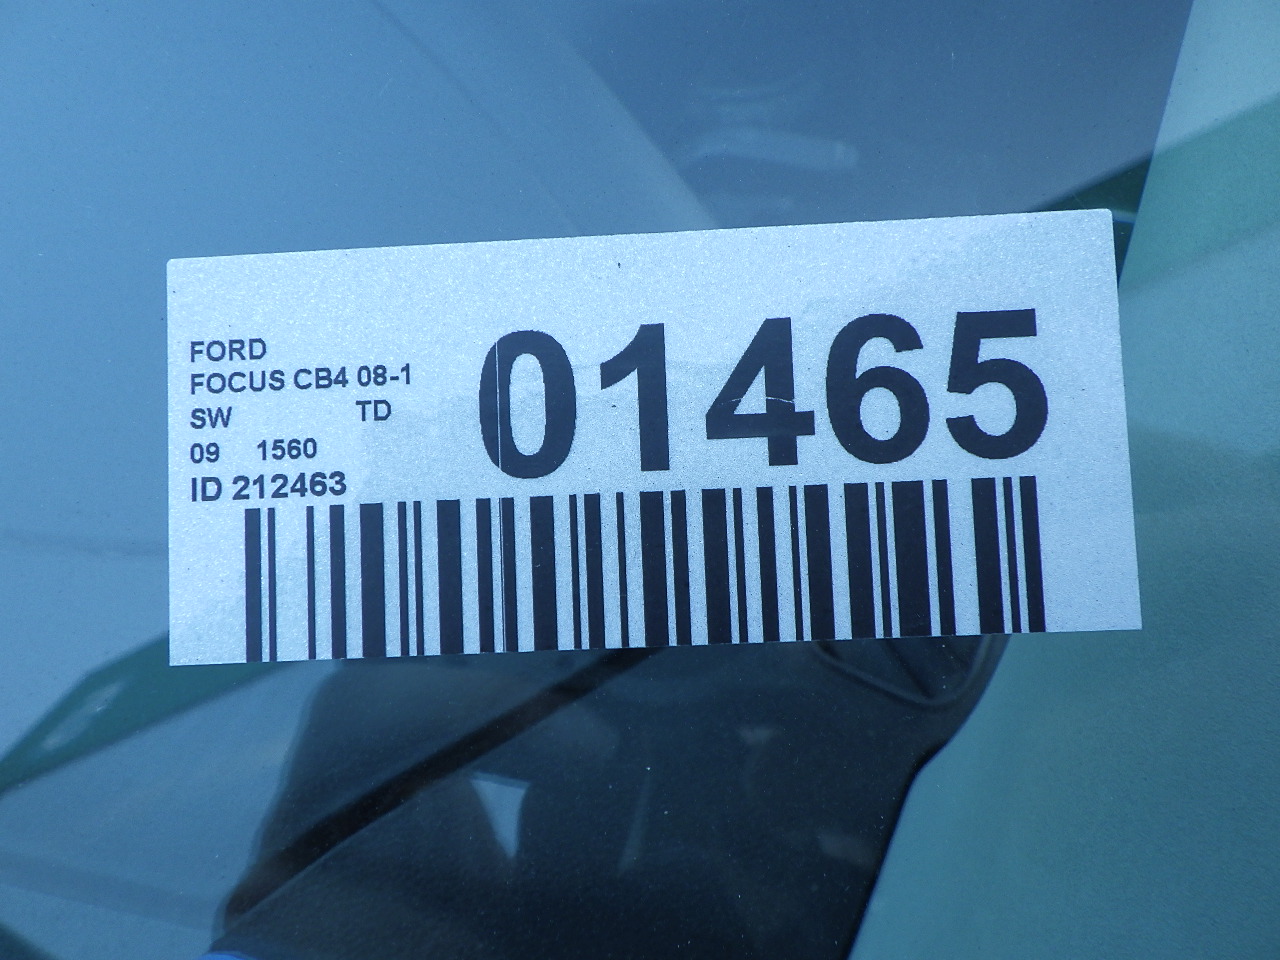 FORD
FOCUS CB4 08-1
SW TD
09 1560
ID 212463
01465